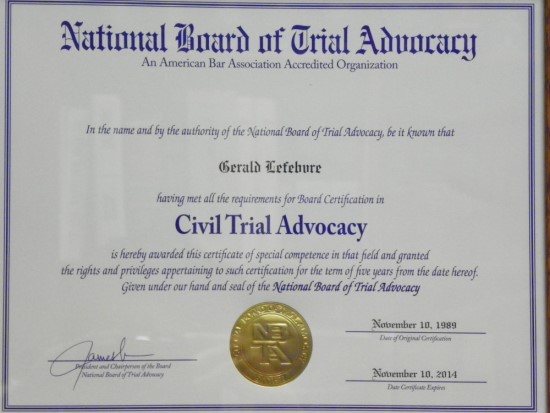 National Board of Trial Advocacy
An American Bar Association Accredited Organization
In the name and by the authority of the National Board of Trial Advocacy, be it known that
Gerald Lefebvre
having met all the requirements for Board Certification in
Civil Trial Advocacy
is hereby awarded this certificate of special competence in that field and granted
the rights and privileges appertaining to such certification for the term of five years from the date hereof.
Given under our hand and seal of the National Board of Trial Advocacy
NBTA
November 10, 1989
Date of Original Certification
President and Chairperson of the Board
National Board of Trial Advocacy
November 10, 2014
Date Certificate Expires